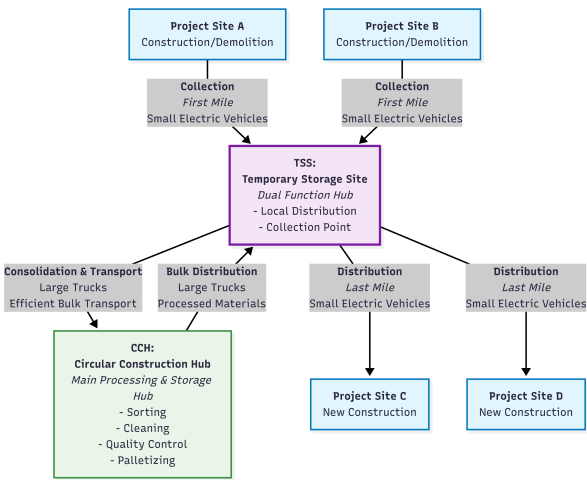 Project Site A
Construction/Demolition
Project Site B
Construction/Demolition
Collection
First Mile
Small Electric Vehicles
Collection
First Mile
Small Electric Vehicles
TSS:
Temporary Storage Site
Dual Function Hub
- Local Distribution
- Collection Point
Consolidation & Transport
Large Trucks
Efficient Bulk Transport
Bulk Distribution
Large Trucks
Processed Materials
Distribution
Last Mile
Small Electric Vehicles
Distribution
Last Mile
Small Electric Vehicles
CCH:
Circular Construction Hub
Main Processing & Storage
Hub
- Sorting
- Cleaning
- Quality Control
- Palletizing
Project Site C
New Construction
Project Site D
New Construction